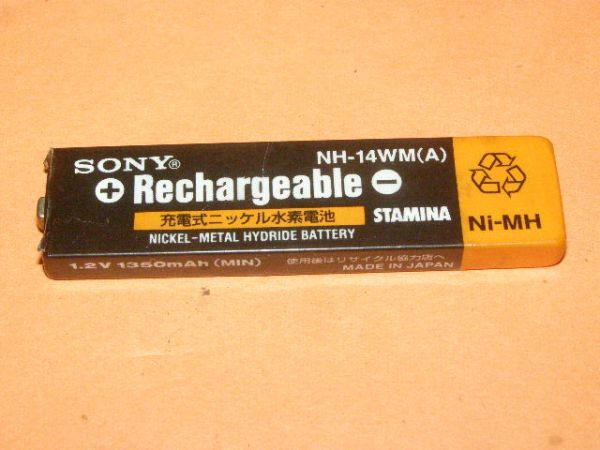 SONY® NH-14WM(A)
+ Rechargeable -
充電式ニッケル水素電池 STAMINA
NICKEL-METAL HYDRIDE BATTERY
Ni-MH
1.2V 1350mAh (MIN) 使用後はリサイクル協力店へ
MADE IN JAPAN